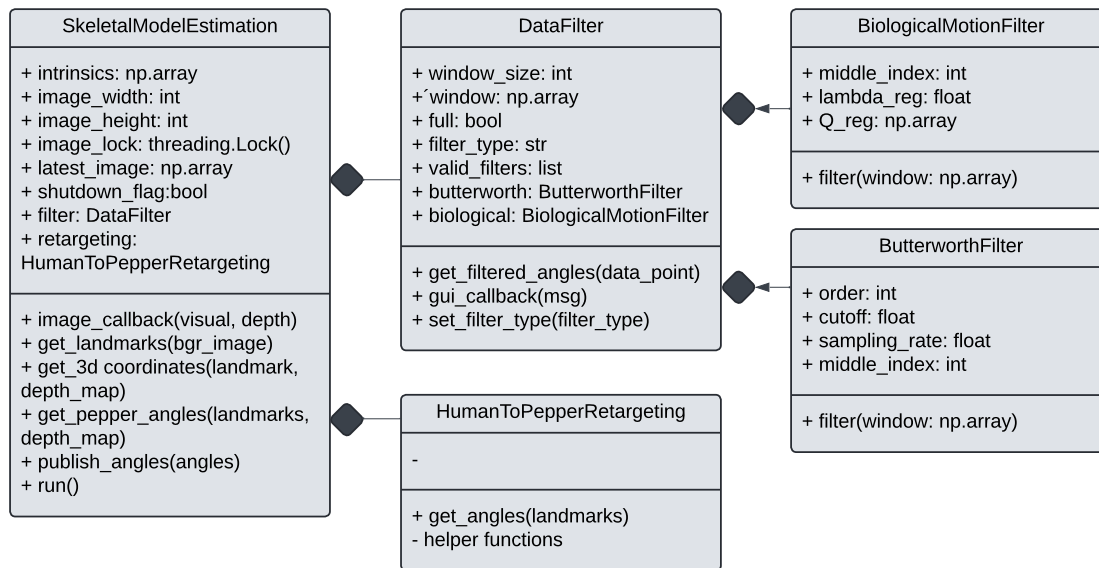 SkeletalModelEstimation
+ intrinsics: np.array
+ image_width: int
+ image_height: int
+ image_lock: threading.Lock()
+ latest_image: np.array
+ shutdown_flag:bool
+ filter: DataFilter
+ retargeting:
HumanToPepperRetargeting
+ image_callback(visual, depth)
+ get_landmarks(bgr_image)
+ get_3d coordinates(landmark,
depth_map)
+ get_pepper_angles(landmarks,
depth_map)
+ publish_angles(angles)
+ run()
DataFilter
+ window_size: int
+´window: np.array
+ full: bool
+ filter_type: str
+ valid_filters: list
+ butterworth: ButterworthFilter
+ biological: BiologicalMotionFilter
+ get_filtered_angles(data_point)
+ gui_callback(msg)
+ set_filter_type(filter_type)
HumanToPepperRetargeting
-
+ get_angles(landmarks)
- helper functions
BiologicalMotionFilter
+ middle_index: int
+ lambda_reg: float
+ Q_reg: np.array
+ filter(window: np.array)
ButterworthFilter
+ order: int
+ cutoff: float
+ sampling_rate: float
+ middle_index: int
+ filter(window: np.array)